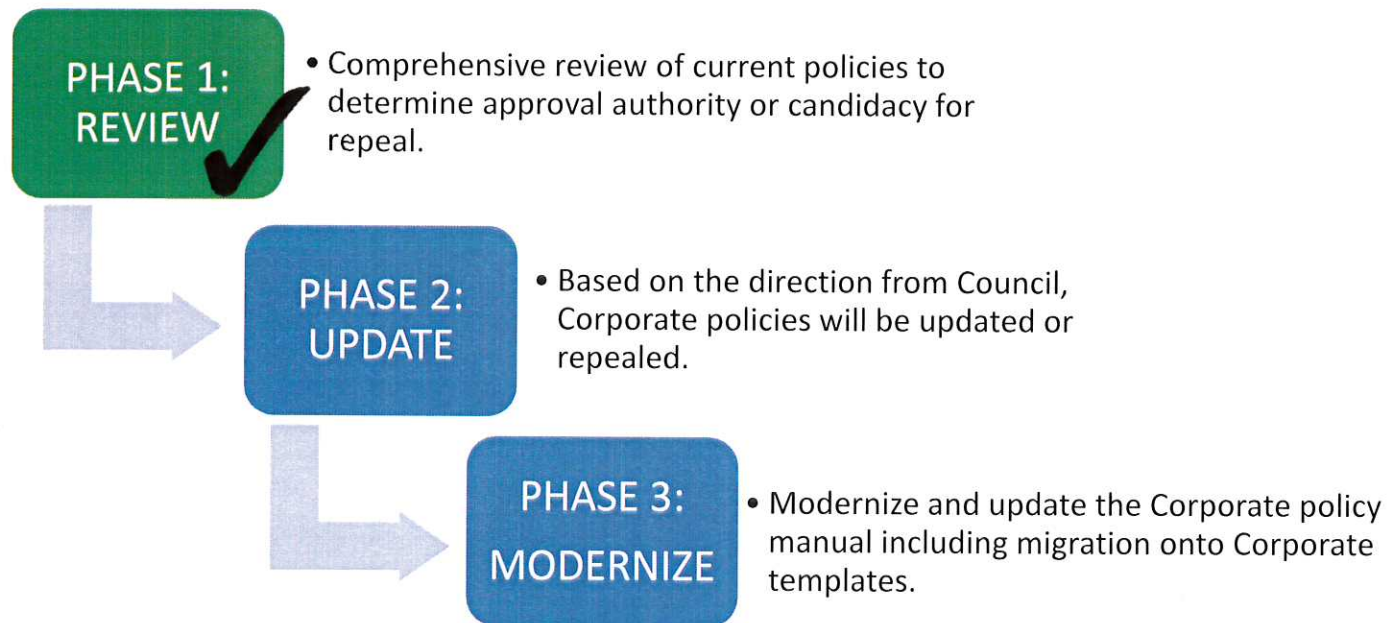 PHASE 1:
REVIEW
• Comprehensive review of current policies to
determine approval authority or candidacy for
repeal.
PHASE 2:
UPDATE
• Based on the direction from Council,
Corporate policies will be updated or
repealed.
PHASE 3:
MODERNIZE
• Modernize and update the Corporate policy
manual including migration onto Corporate
templates.